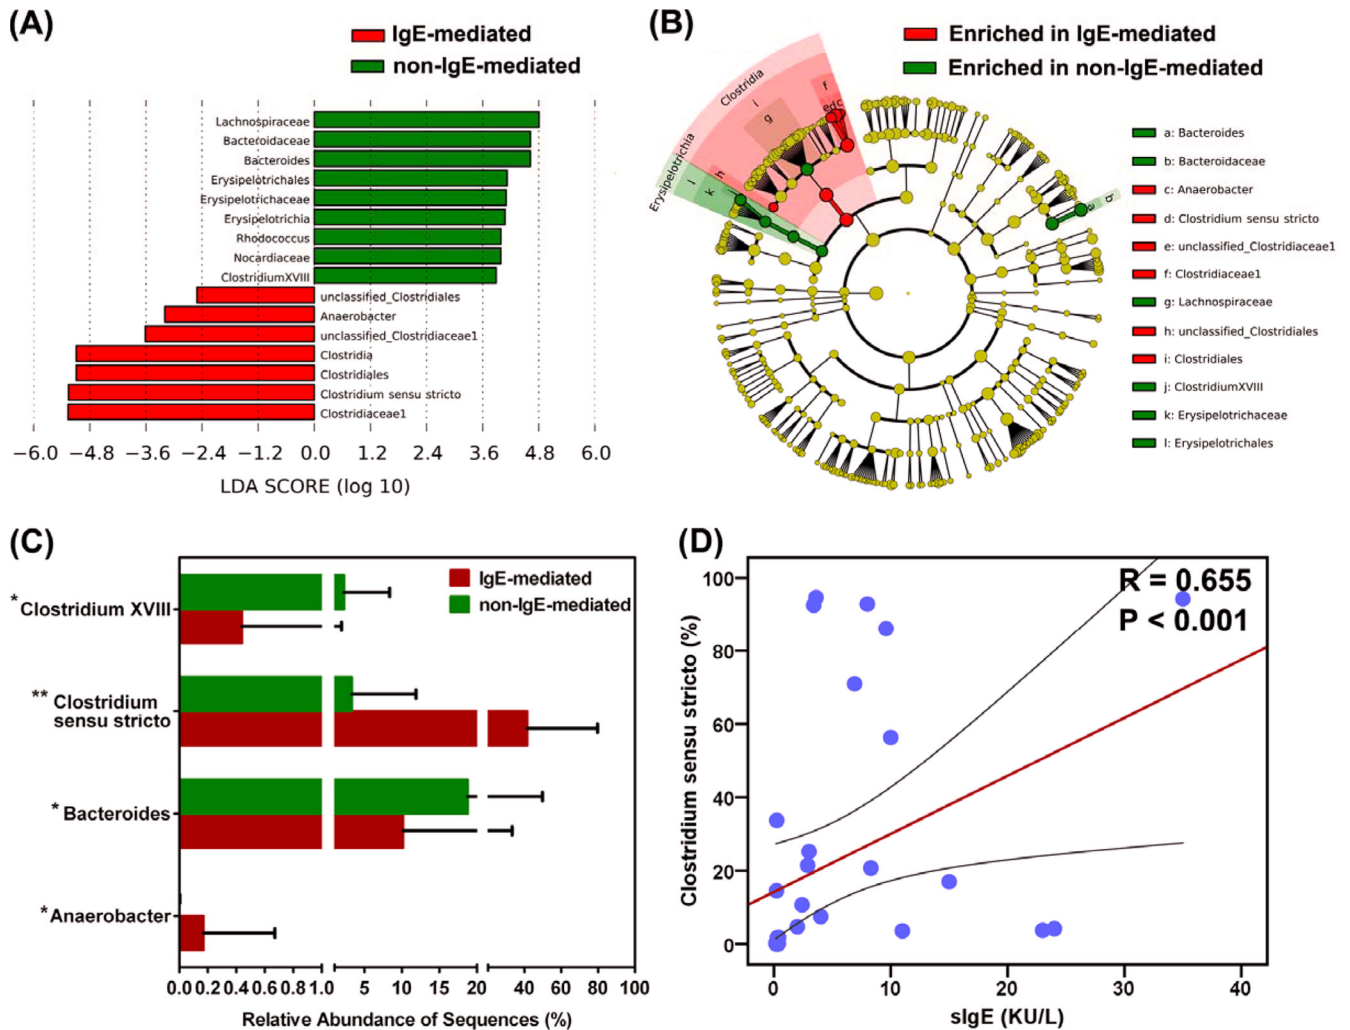 (A)
IgE-mediated
non-IgE-mediated
Lachnospiraceae
Bacteroidaceae
Bacteroides
Erysipelotrichales
Erysipelotrichaceae
Erysipelotrichia
Rhodococcus
Nocardiaceae
ClostridiumXVIII
unclassified_Clostridiales
Anaerobacter
unclassified_Clostridiaceae1
Clostridia
Clostridiales
Clostridium sensu stricto
Clostridiaceae1
−6.0 −4.8 −3.6 −2.4 −1.2 0.0 1.2 2.4 3.6 4.8 6.0
LDA SCORE (log 10)
(B)
Enriched in IgE-mediated
Enriched in non-IgE-mediated
Clostridia
Erysipelotrichia
f
i
g
e d c
h
l
k
a
b
a: Bacteroides
b: Bacteroidaceae
c: Anaerobacter
d: Clostridium sensu stricto
e: unclassified_Clostridiaceae1
f: Clostridiaceae1
g: Lachnospiraceae
h: unclassified_Clostridiales
i: Clostridiales
j: ClostridiumXVIII
k: Erysipelotrichaceae
l: Erysipelotrichales
(C)
IgE-mediated
non-IgE-mediated
*Clostridium XVIII
** Clostridium
sensu stricto
*Bacteroides
*Anaerobacter
0.0 0.2 0.4 0.6 0.8 1.0 5 10 15 20 40 60 80 100
Relative Abundance of Sequences (%)
(D)
R = 0.655
P < 0.001
Clostridium sensu stricto (%)
100
80
60
40
20
0
0 10 20 30 40
sIgE (KU/L)